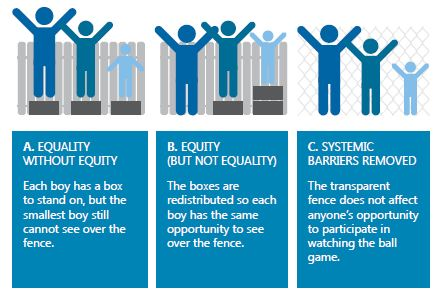 A. EQUALITY
WITHOUT EQUITY
Each boy has a box
to stand on, but the
smallest boy still
cannot see over the
fence.
B. EQUITY
(BUT NOT EQUALITY)
The boxes are
redistributed so each
boy has the same
opportunity to see
over the fence.
C. SYSTEMIC
BARRIERS REMOVED
The transparent
fence does not affect
anyone's opportunity
to participate in
watching the ball
game.